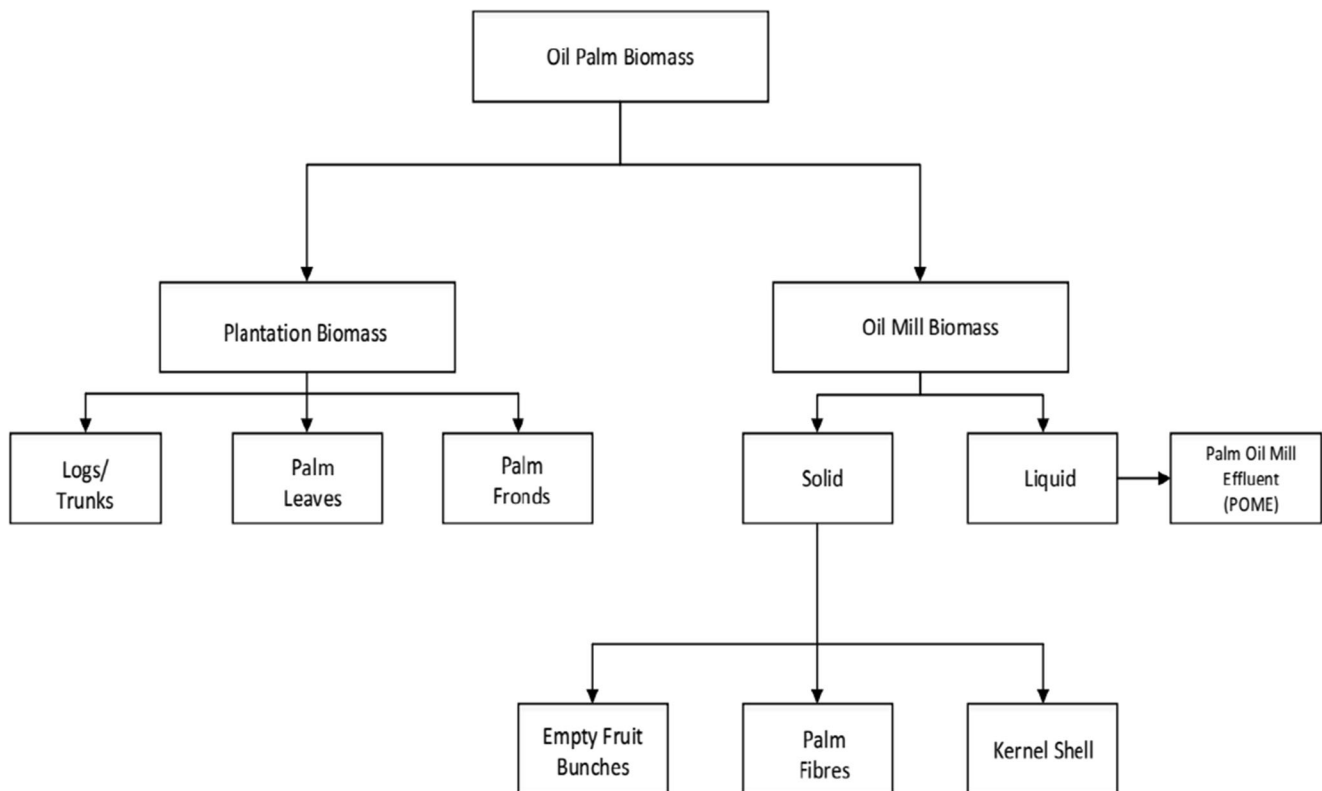 Oil Palm Biomass
Plantation Biomass
Oil Mill Biomass
Logs/
Trunks
Palm
Leaves
Palm
Fronds
Solid
Liquid
Palm Oil Mill
Effluent
(POME)
Empty Fruit
Bunches
Palm
Fibres
Kernel Shell